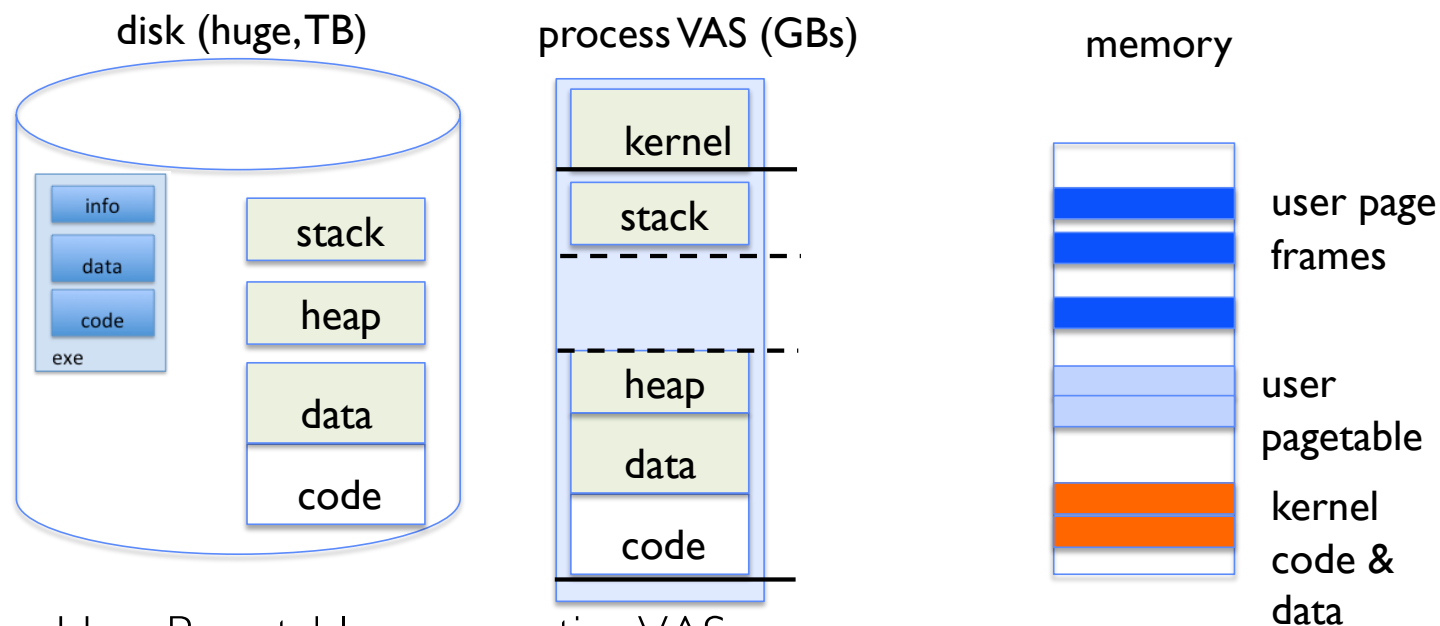 disk (huge, TB)
process VAS (GBs)
memory
info
data
code
exe
stack
heap
data
code
kernel
stack
heap
data
code
user page
frames
user
pagetable
kernel
code &
data